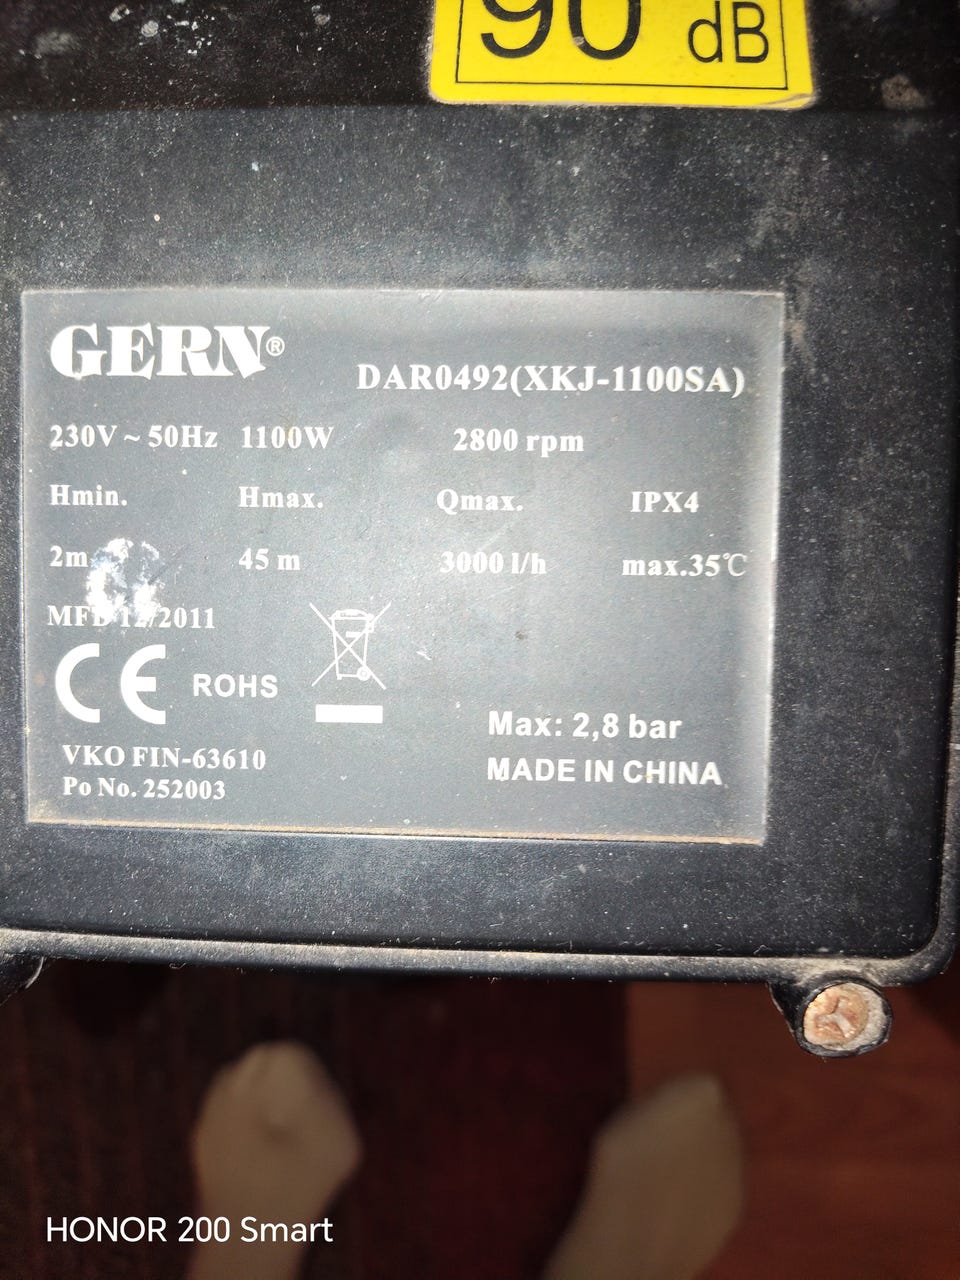 90 dB
GERN®
DAR0492(XKJ-1100SA)
230V ~ 50Hz 1100W 2800 rpm
Hmin. Hmax. Qmax. IPX4
2m 45 m 3000 l/h max.35℃
MFD 12/2011
CE ROHS
Max: 2,8 bar
VKO FIN-63610
MADE IN CHINA
Po No. 252003
HONOR 200 Smart